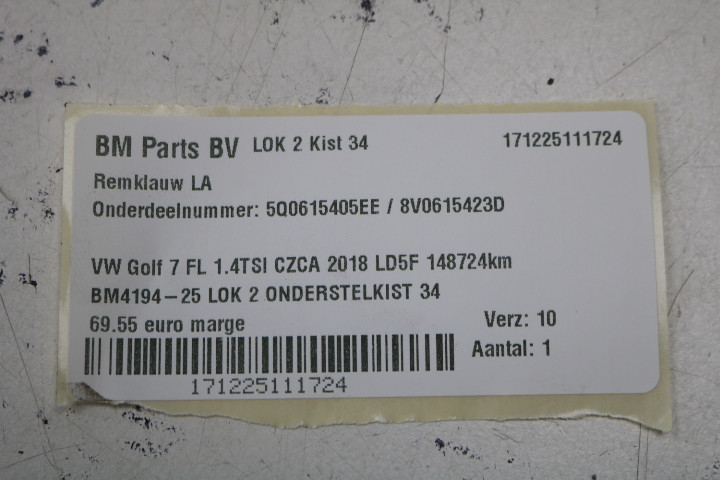 BM Parts BV LOK 2 Kist 34 171225111724
Remklauw LA
Onderdeelnummer: 5Q0615405EE / 8V0615423D
VW Golf 7 FL 1.4TSI CZCA 2018 LD5F 148724km
BM4194-25 LOK 2 ONDERSTELKIST 34
69.55 euro marge Verz: 10
Aantal: 1
171225111724